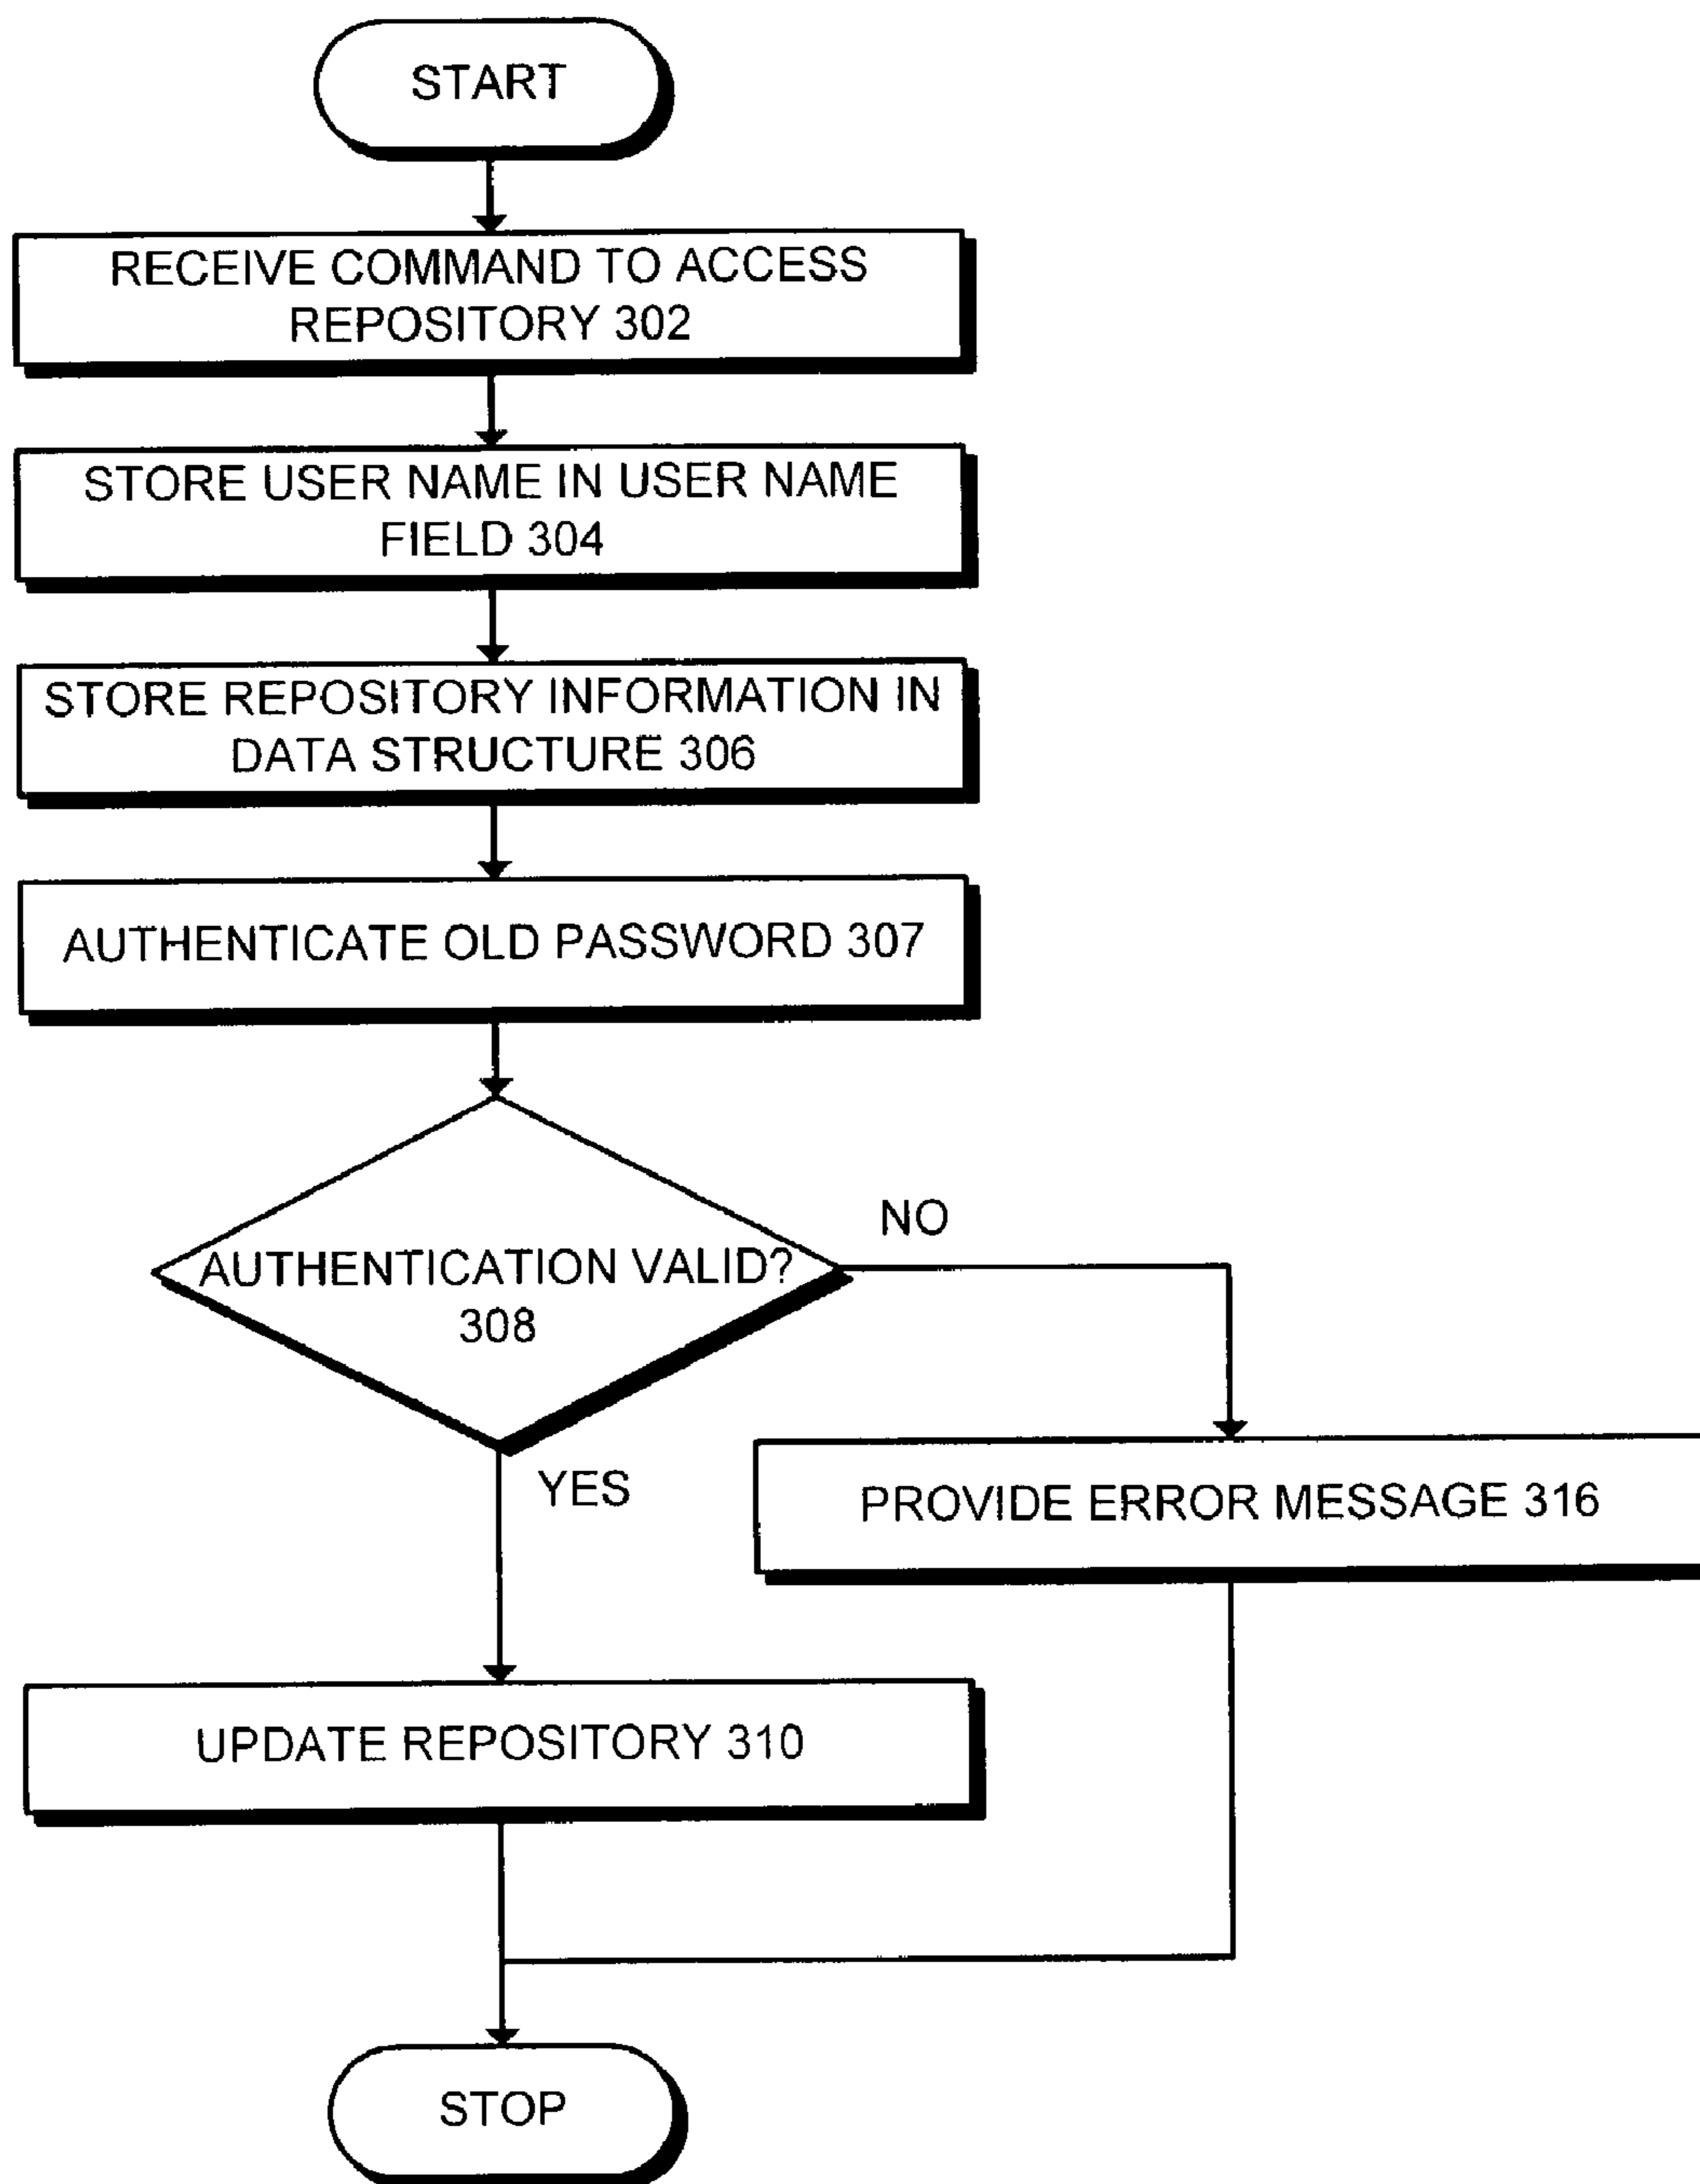 START
RECEIVE COMMAND TO ACCESS
REPOSITORY 302
STORE USER NAME IN USER NAME
FIELD 304
STORE REPOSITORY INFORMATION IN
DATA STRUCTURE 306
AUTHENTICATE OLD PASSWORD 307
AUTHENTICATION VALID?
308
NO
YES
PROVIDE ERROR MESSAGE 316
UPDATE REPOSITORY 310
STOP